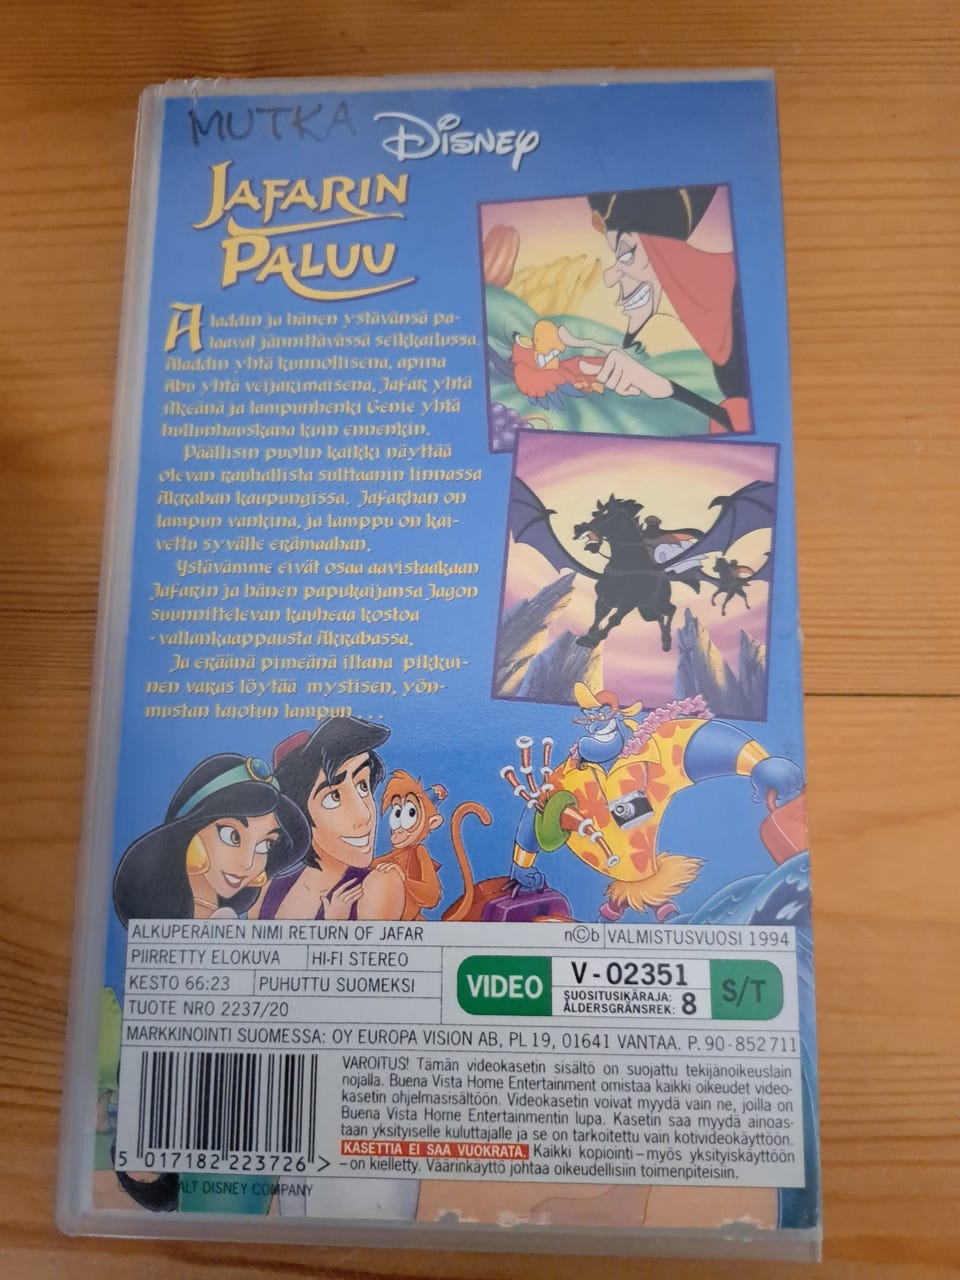 MUTKA
Disney
JAFARIN
PALUU
Aladdin ja hänen ystävänsä pa-
laavat jännittävässä seikkailussa.
Aladdin yhtä kunnollisena, apina
Abu yhtä veijarimaisena, Jafar yhtä
ilkeänä ja lampunhenki Genie yhtä
hullunhauskana kuin ennenkin.
Päällisin puolin kaikki näyttää
olevan rauhallista sulttaanin linnassa
Akraban kaupungissa. Jafarhan on
lampun vankina, ja lamppu on kai-
vettu syvälle erämaahan.
Ystävämme eivät osaa aavistaakaan
Jafarin ja hänen papukaijansa Jagon
suunnittelevan kauheaa kostoa
-vallankaappausta Akrabassa.
Ja eräänä pimeänä iltana pikkui-
nen varas löytää mystisen, yön-
mustan taiotun lampun...
ALKUPERÄINEN NIMI RETURN OF JAFAR
n©b VALMISTUSVUOSI 1994
PIIRRETTY ELOKUVA HI-FI STEREO
KESTO 66:23 PUHUTTU SUOMEKSI
TUOTE NRO 2237/20
VIDEO V-02351 S/T
SUOSITUSIKÄRAJA: 8
ÅLDERSGRÄNSREK:
MARKKINOINTI SUOMESSA: OY EUROPA VISION AB, PL 19, 01641 VANTAA. P. 90-852 711
VAROITUS! Tämän videokasetin sisältö on suojattu tekijänoikeuslain
nojalla. Buena Vista Home Entertainment omistaa kaikki oikeudet video-
kasetin ohjelmasisältöön. Videokasetin voivat myydä vain ne, joilla on
Buena Vista Home Entertainmentin lupa. Kasetin saa myydä ainoas-
taan yksityiselle kuluttajalle ja se on tarkoitettu vain kotivideokäyttöön.
KASETTIA EI SAA VUOKRATA. Kaikki kopiointi – myös yksityiskäyttöön
– on kielletty. Väärinkäyttö johtaa oikeudellisiin toimenpiteisiin.
5 017182 223726 >
ALT DISNEY COMPANY